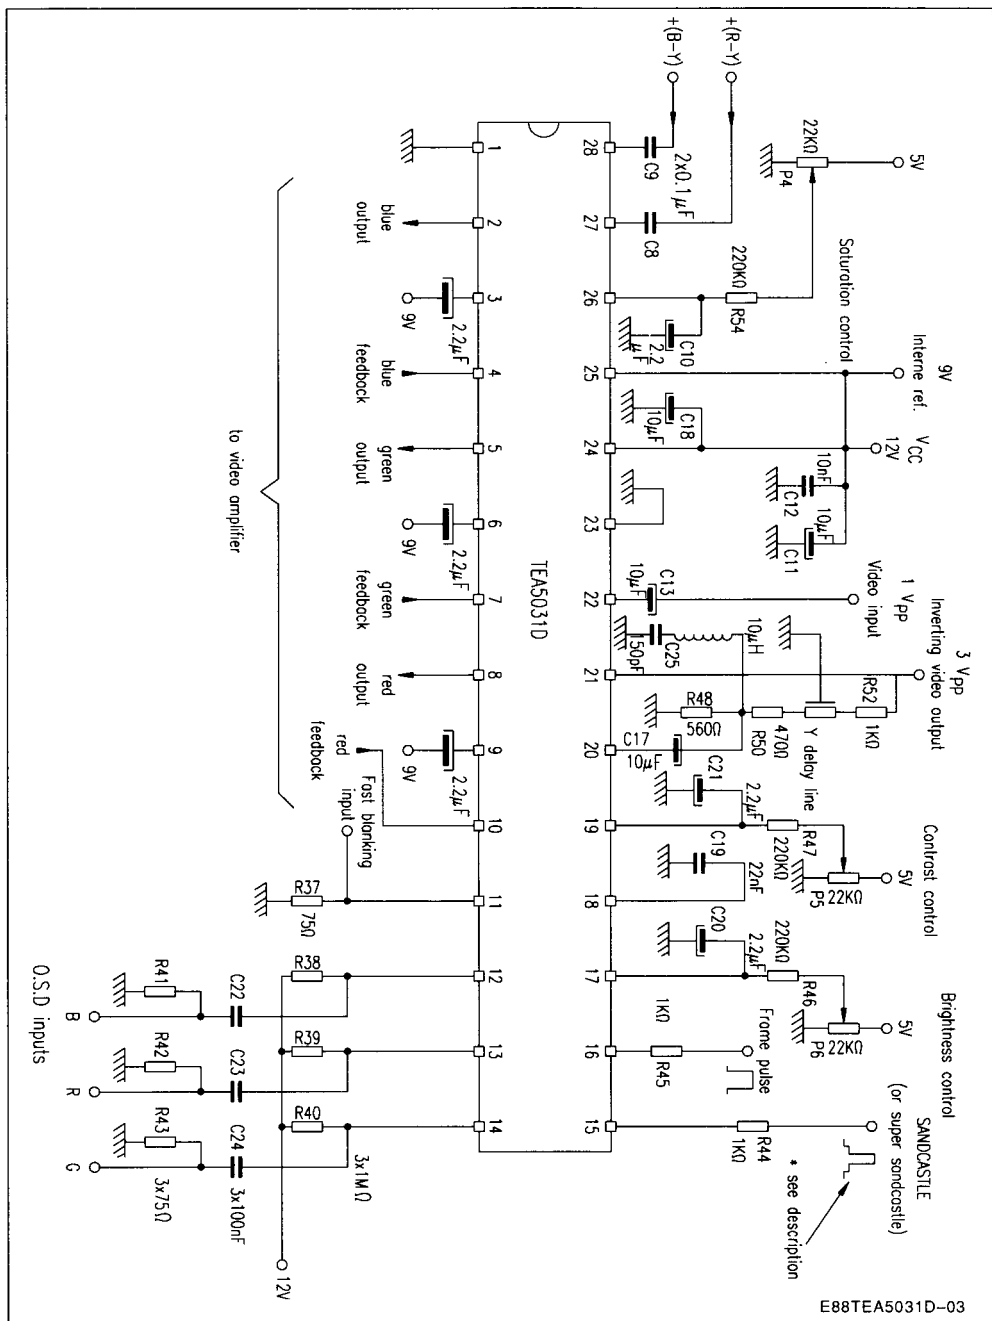 +(B-Y)
+(R-Y)
22KΩ
P4
5V
2x0.1µF
C9
C8
220KΩ
R54
Saturation control
2.2
µF
C10
Interne ref.
9V
10µF
C18
VCC
12V
10nF
C12
10µF
C11
1 Vpp
Video input
10µF
C13
3 Vpp
Inverting video output
150pF
C25
10µH
R48
560Ω
R50
470Ω
Y delay line
R52
1KΩ
C17
10µF
C21
2.2µF
220KΩ
R47
Contrast control
5V
P5
22KΩ
C19
22nF
C20
2.2µF
220KΩ
R46
Brightness control
5V
P6
22KΩ
1KΩ
R45
Frame pulse
SANDCASTLE
(or super sandcastle)
R44
1KΩ
* see description
TEA5031D
28
27
26
25
24
23
22
21
20
19
18
17
16
15
1
2
3
4
5
6
7
8
9
10
11
12
13
14
blue
output
9V
2.2µF
blue
feedback
green
output
9V
2.2µF
green
feedback
red
output
9V
2.2µF
red
feedback
to video amplifier
Fast blanking
input
R37
75Ω
R38
R39
R40
3x1MΩ
R41
R42
R43
3x75Ω
C22
C23
C24
3x100nF
B
R
G
O.S.D inputs
12V
E88TEA5031D-03